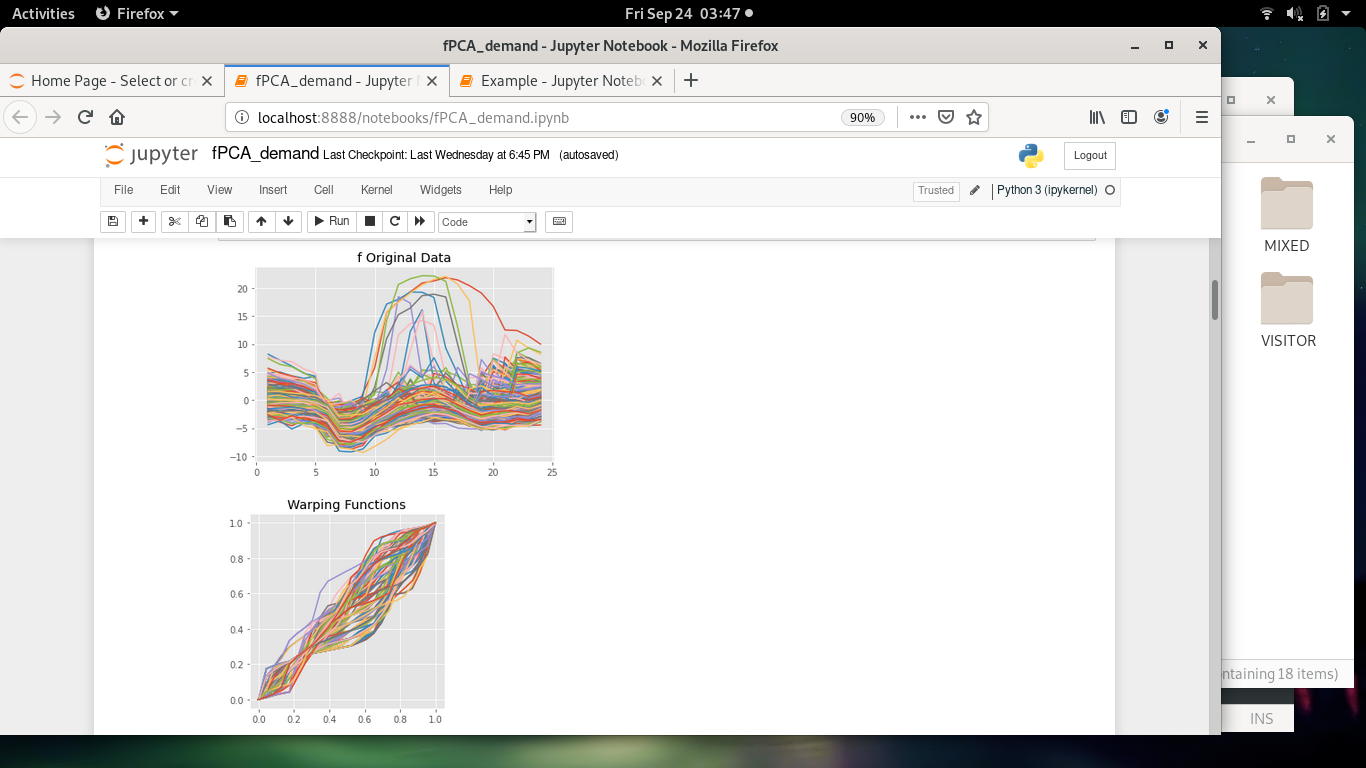 Activities Firefox Fri Sep 24 03:47
fPCA_demand - Jupyter Notebook - Mozilla Firefox
Home Page - Select or cr fPCA_demand - Jupyter Example - Jupyter Noteb
localhost:8888/notebooks/fPCA_demand.ipynb 90%
jupyter fPCA_demand Last Checkpoint: Last Wednesday at 6:45 PM (autosaved) Logout
File Edit View Insert Cell Kernel Widgets Help Trusted Python 3 (ipykernel)
Run Code
MIXED
VISITOR
ntaining 18 items)
INS
f Original Data
20
15
10
5
0
−5
−10
0 5 10 15 20 25
Warping Functions
1.0
0.8
0.6
0.4
0.2
0.0
0.0 0.2 0.4 0.6 0.8 1.0